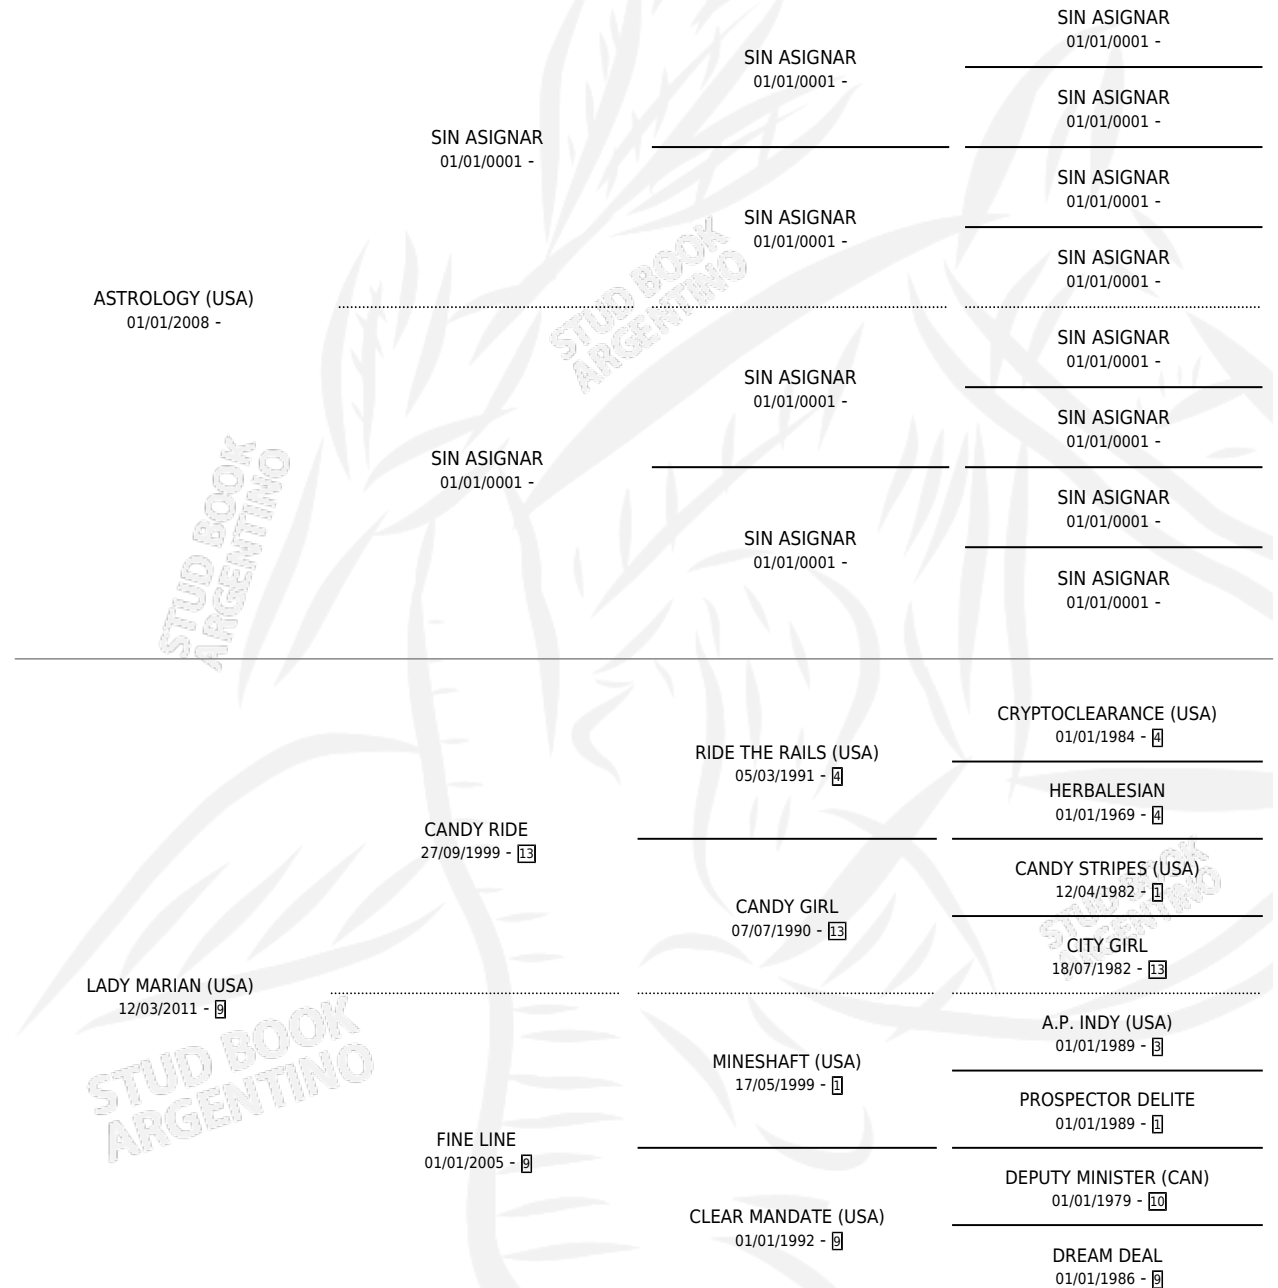 SIN ASIGNAR
01/01/0001 -
SIN ASIGNAR
01/01/0001 -
SIN ASIGNAR
01/01/0001 -
SIN ASIGNAR
01/01/0001 -
SIN ASIGNAR
01/01/0001 -
SIN ASIGNAR
01/01/0001 -
SIN ASIGNAR
01/01/0001 -
ASTROLOGY (USA)
01/01/2008 -
SIN ASIGNAR
01/01/0001 -
SIN ASIGNAR
01/01/0001 -
SIN ASIGNAR
01/01/0001 -
SIN ASIGNAR
01/01/0001 -
SIN ASIGNAR
01/01/0001 -
SIN ASIGNAR
01/01/0001 -
SIN ASIGNAR
01/01/0001 -
STUD BOOK
ARGENTINO
STUD BOOK
ARGENTINO
CRYPTOCLEARANCE (USA)
01/01/1984 - 4
RIDE THE RAILS (USA)
05/03/1991 - 4
HERBALESIAN
01/01/1969 - 4
CANDY RIDE
27/09/1999 - 13
CANDY STRIPES (USA)
12/04/1982 - 1
CANDY GIRL
07/07/1990 - 13
CITY GIRL
18/07/1982 - 13
STUD BOOK
ARGENTINO
LADY MARIAN (USA)
12/03/2011 - 9
A.P. INDY (USA)
01/01/1989 - 3
MINESHAFT (USA)
17/05/1999 - 1
PROSPECTOR DELITE
01/01/1989 - 1
STUD BOOK
ARGENTINO
FINE LINE
01/01/2005 - 9
DEPUTY MINISTER (CAN)
01/01/1979 - 10
CLEAR MANDATE (USA)
01/01/1992 - 9
DREAM DEAL
01/01/1986 - 9